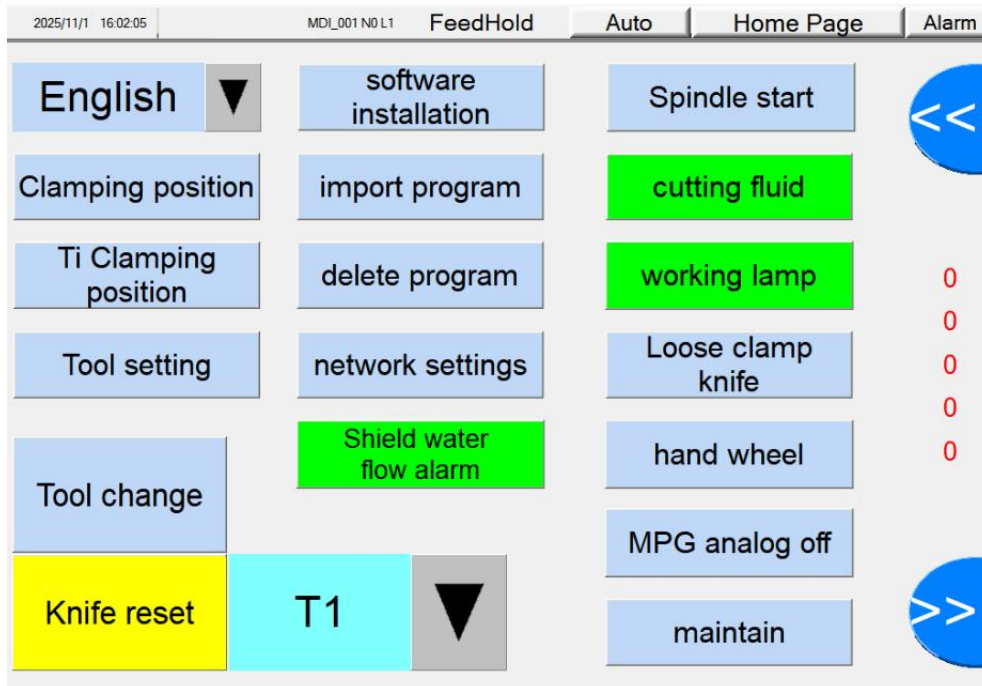 2025/11/1 16:02:05 MDI_001 N0 L1 FeedHold Auto Home Page Alarm
English ▼
software
installation
Spindle start
<<
Clamping position
import program
cutting fluid
Ti Clamping
position
delete program
working lamp
0
0
Tool setting
network settings
Loose clamp
knife
0
0
Shield water
flow alarm
hand wheel
0
Tool change
MPG analog off
Knife reset
T1 ▼
maintain
>>